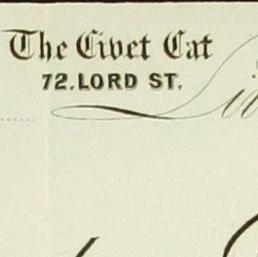 The Civet Cat
72.LORD ST.